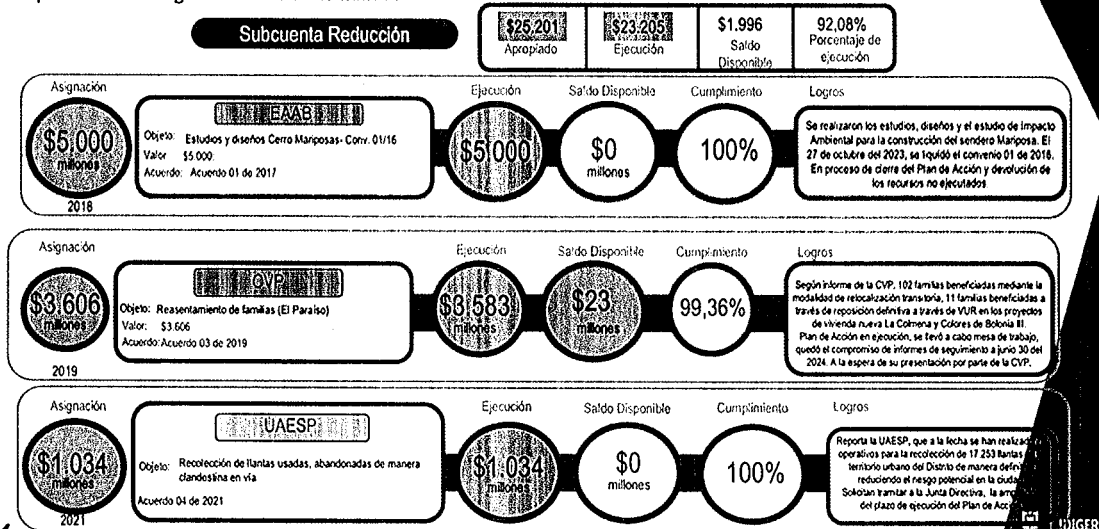 Subcuenta Reducción
$25.201
Apropiado
$23.205
Ejecución
$1.996
Saldo
Disponible
92,08%
Porcentaje de
ejecución
Asignación
$5.000
millones
2018
EAAB
Objeto: Estudios y diseños Cerro Mariposas- Conv. 01/16
Valor $5.000.
Acuerdo: Acuerdo 01 de 2017
Ejecución
$5.000
millones
Saldo Disponible
$0
millones
Cumplimiento
100%
Logros
Se realizaron los estudios, diseños y el estudio de Impacto
Ambiental para la construcción del sendero Mariposa. El
27 de octubre del 2023, se liquidó el convenio 01 de 2016.
En proceso de cierre del Plan de Acción y devolución de
los recursos no ejecutados
Asignación
$3.606
millones
2019
CVP
Objeto: Reasentamiento de familias (El Paraíso)
Valor: $3.606
Acuerdo: Acuerdo 03 de 2019
Ejecución
$3.583
millones
Saldo Disponible
$23
millones
Cumplimiento
99,36%
Logros
Según informe de la CVP, 102 familias beneficiadas mediante la
modalidad de relocalización transitoria, 11 familias beneficiadas a
través de reposición definitiva a través de VUR en los proyectos
de vivienda nueva La Colmena y Colores de Bolonia III.
Plan de Acción en ejecución, se llevó a cabo mesa de trabajo,
quedó el compromiso de informes de seguimiento a junio 30 del
2024. A la espera de su presentación por parte de la CVP.
Asignación
$1.034
millones
2021
UAESP
Objeto: Recolección de llantas usadas, abandonadas de manera
clandestina en vía
Acuerdo 04 de 2021
Ejecución
$1.034
millones
Saldo Disponible
$0
millones
Cumplimiento
100%
Logros
Reporta la UAESP, que a la fecha se han realizado
operativos para la recolección de 17 253 llantas
territorio urbano del Distrito de manera
reduciendo el riesgo potencial en la
Solicitan tramitar a la Junta Directiva, la
del plazo de ejecución del Plan de